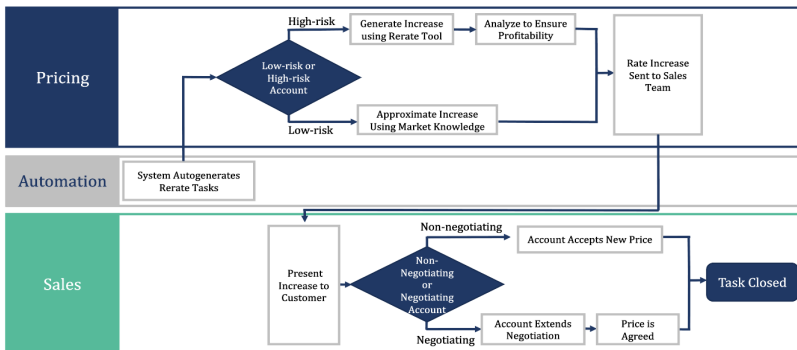 Pricing
High-risk
Generate Increase
using Rerate Tool
Analyze to Ensure
Profitability
Low-risk or
High-risk
Account
Low-risk
Approximate Increase
Using Market Knowledge
Rate Increase
Sent to Sales
Team
Automation
System Autogenerates
Rerate Tasks
Sales
Present
Increase to
Customer
Non-negotiating
Non-
Negotiating
or
Negotiating
Account
Negotiating
Account Accepts New Price
Account Extends
Negotiation
Price is
Agreed
Task Closed